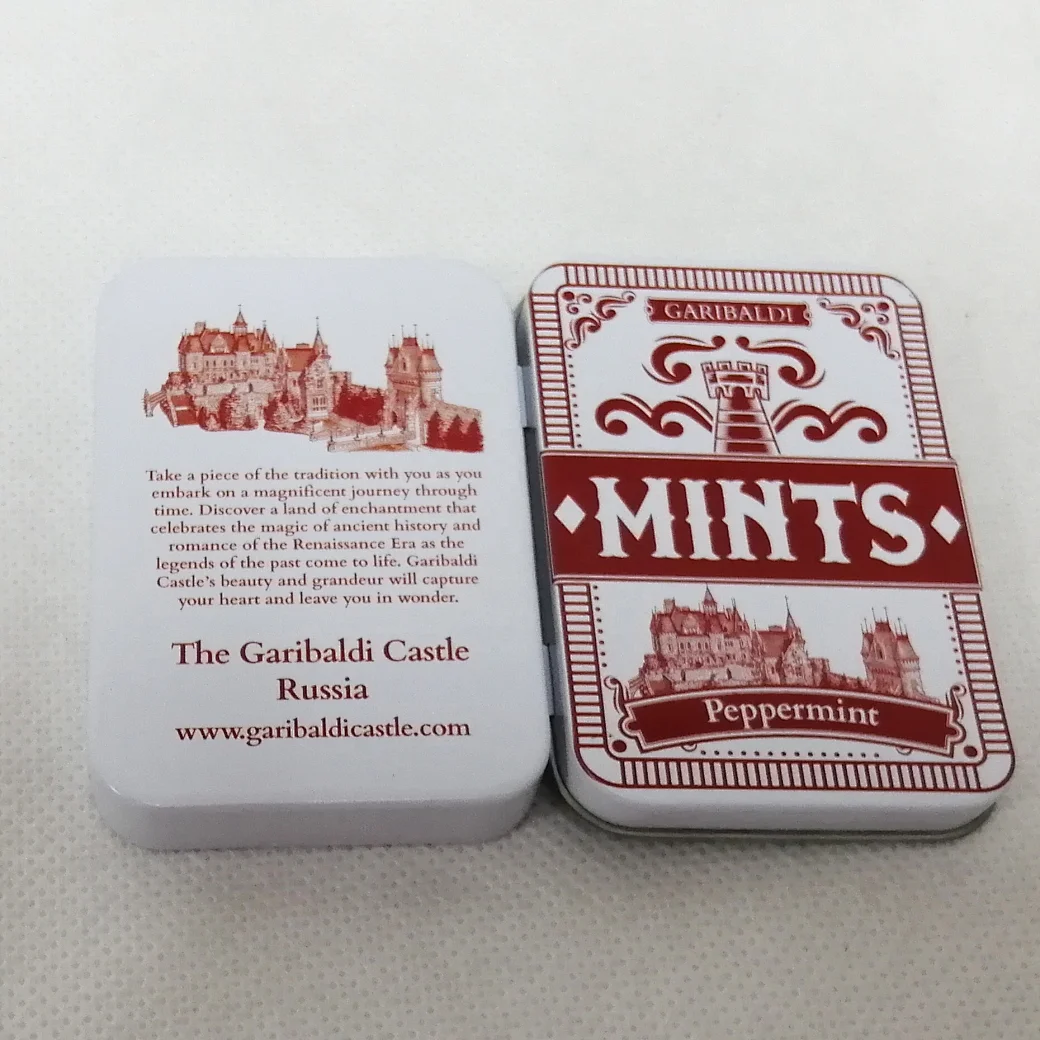 Take a piece of the tradition with you as you
embark on a magnificent journey through
time. Discover a land of enchantment that
celebrates the magic of ancient history and
romance of the Renaissance Era as the
legends of the past come to life. Garibaldi
Castle's beauty and grandeur will capture
your heart and leave you in wonder.
The Garibaldi Castle
Russia
www.garibaldicastle.com
GARIBALDI
MINTS
Peppermint